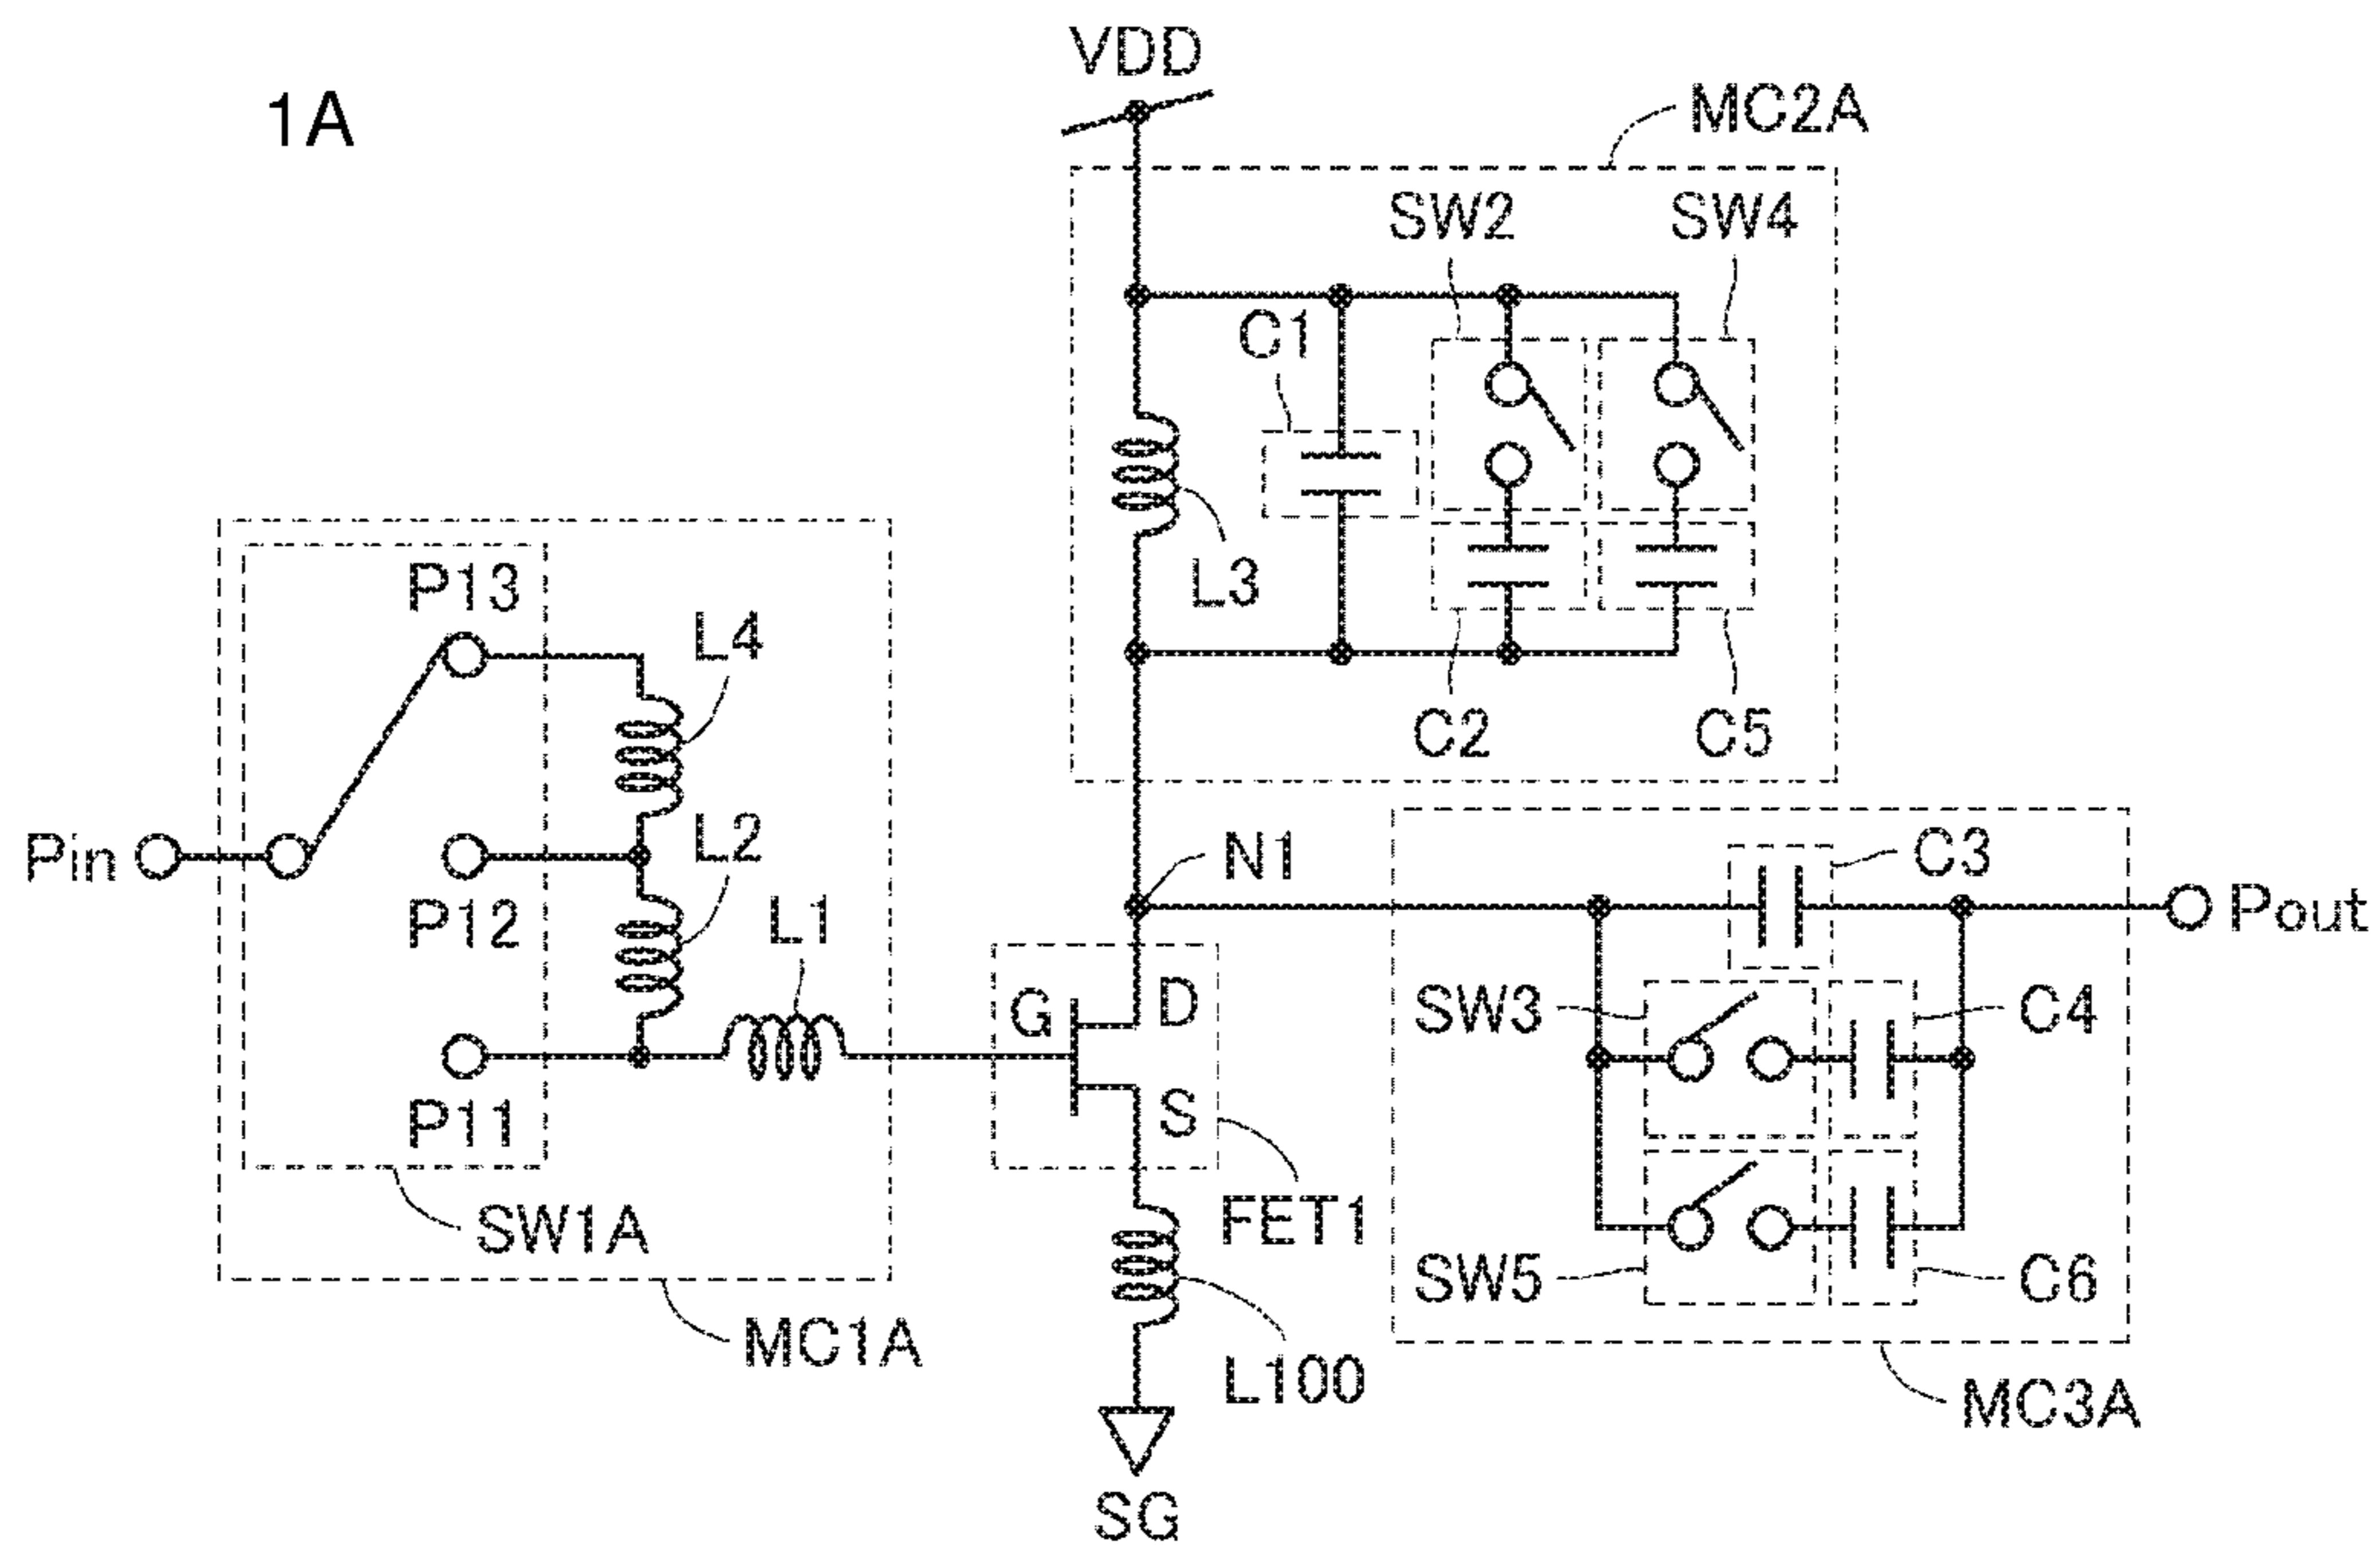 VDD
1A
MC2A
SW2
SW4
C1
L3
P13
L4
C2
C5
Pin
L2
N1
C3
Pout
P12
L1
G
D
SW3
C4
P11
S
SW1A
FET1
SW5
C6
MC1A
L100
MC3A
SG